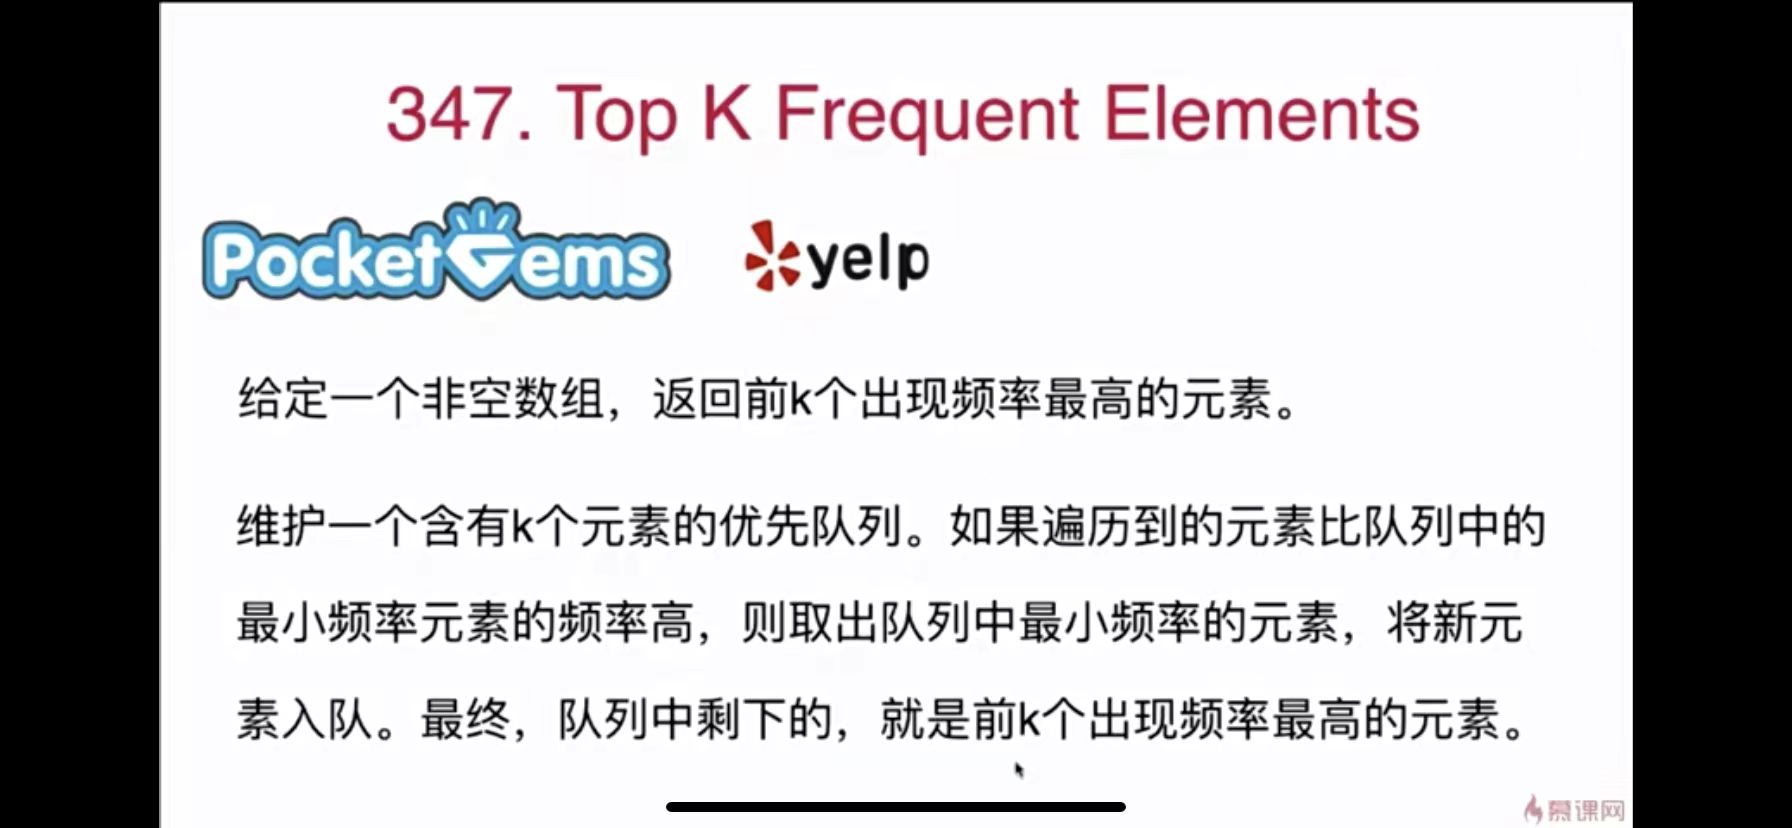 347. Top K Frequent Elements
PocketGems
yelp
给定一个非空数组，返回前k个出现频率最高的元素。
维护一个含有k个元素的优先队列。如果遍历到的元素比队列中的
最小频率元素的频率高，则取出队列中最小频率的元素，将新元
素入队。最终，队列中剩下的，就是前k个出现频率最高的元素。
慕课网